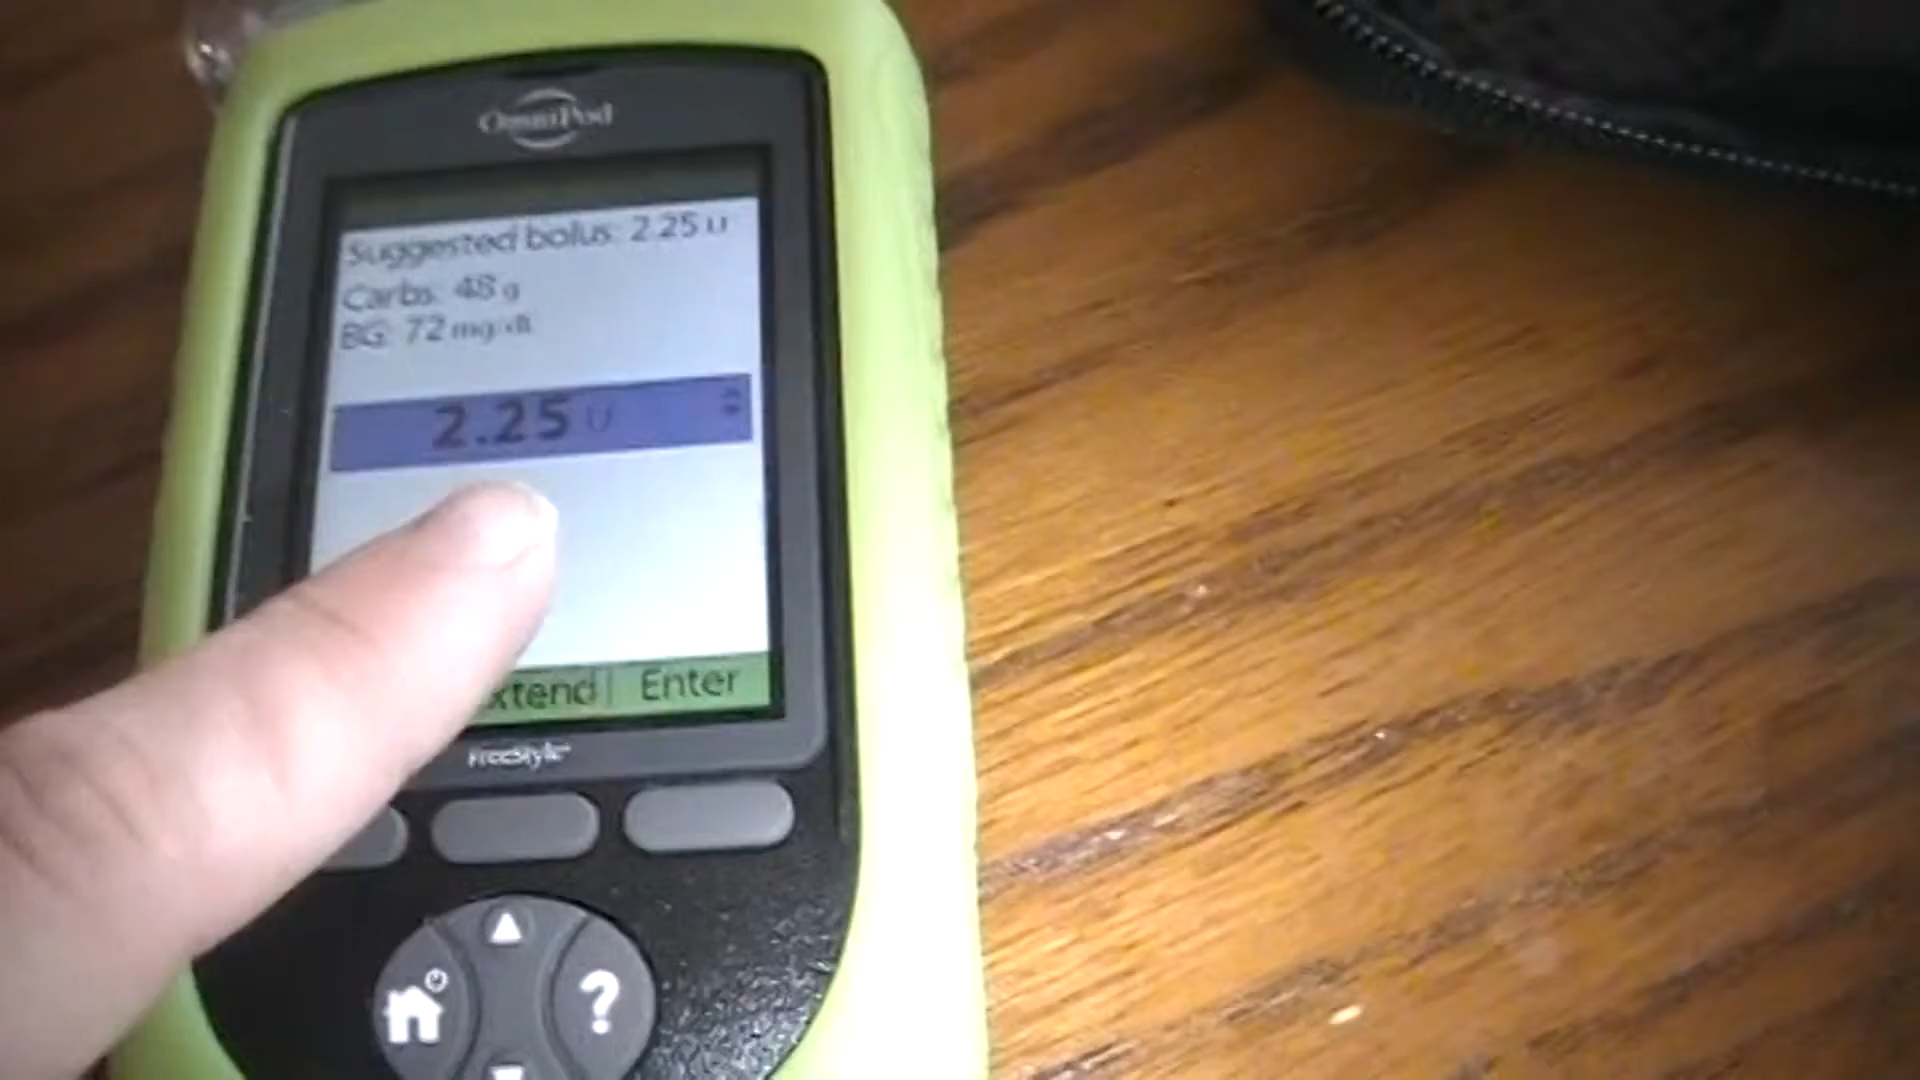 OmniPod
Suggested bolus: 2.25 U
Carbs: 48 g
BG: 72 mg/dL
2.25 U
xtend | Enter
FreeStyle
?